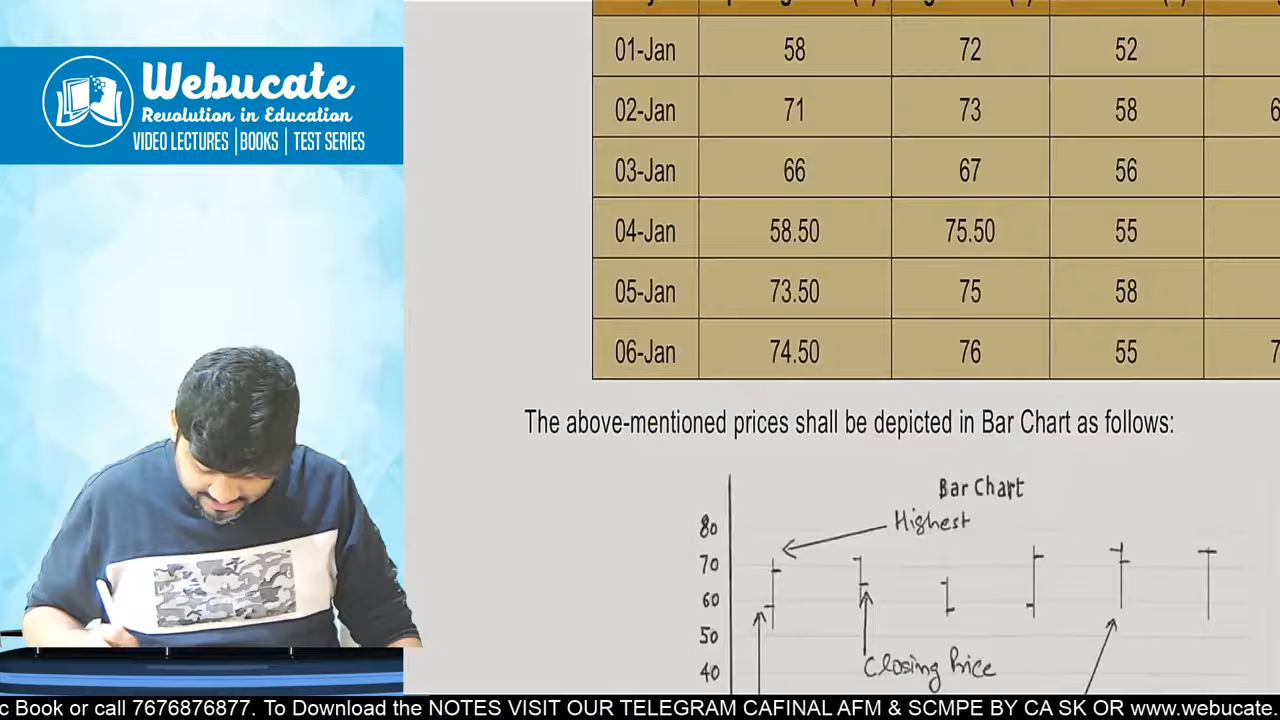 Webucate
Revolution in Education
VIDEO LECTURES | BOOKS | TEST SERIES
01-Jan 58 72 52
02-Jan 71 73 58 6
03-Jan 66 67 56
04-Jan 58.50 75.50 55
05-Jan 73.50 75 58
06-Jan 74.50 76 55 7
The above-mentioned prices shall be depicted in Bar Chart as follows:
Bar Chart
Highest
80
70
60
50
40
Closing Price
c Book or call 7676876877. To Download the NOTES VISIT OUR TELEGRAM CAFINAL AFM & SCMPE BY CA SK OR www.webucate.